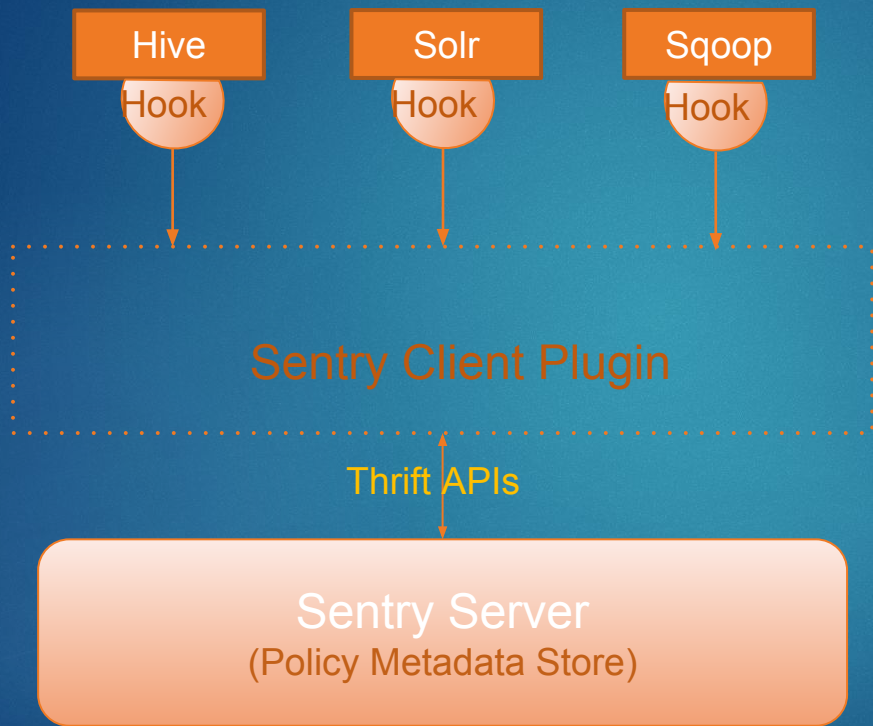 Hive Solr Sqoop
Hook Hook Hook
Sentry Client Plugin
Thrift APIs
Sentry Server
(Policy Metadata Store)